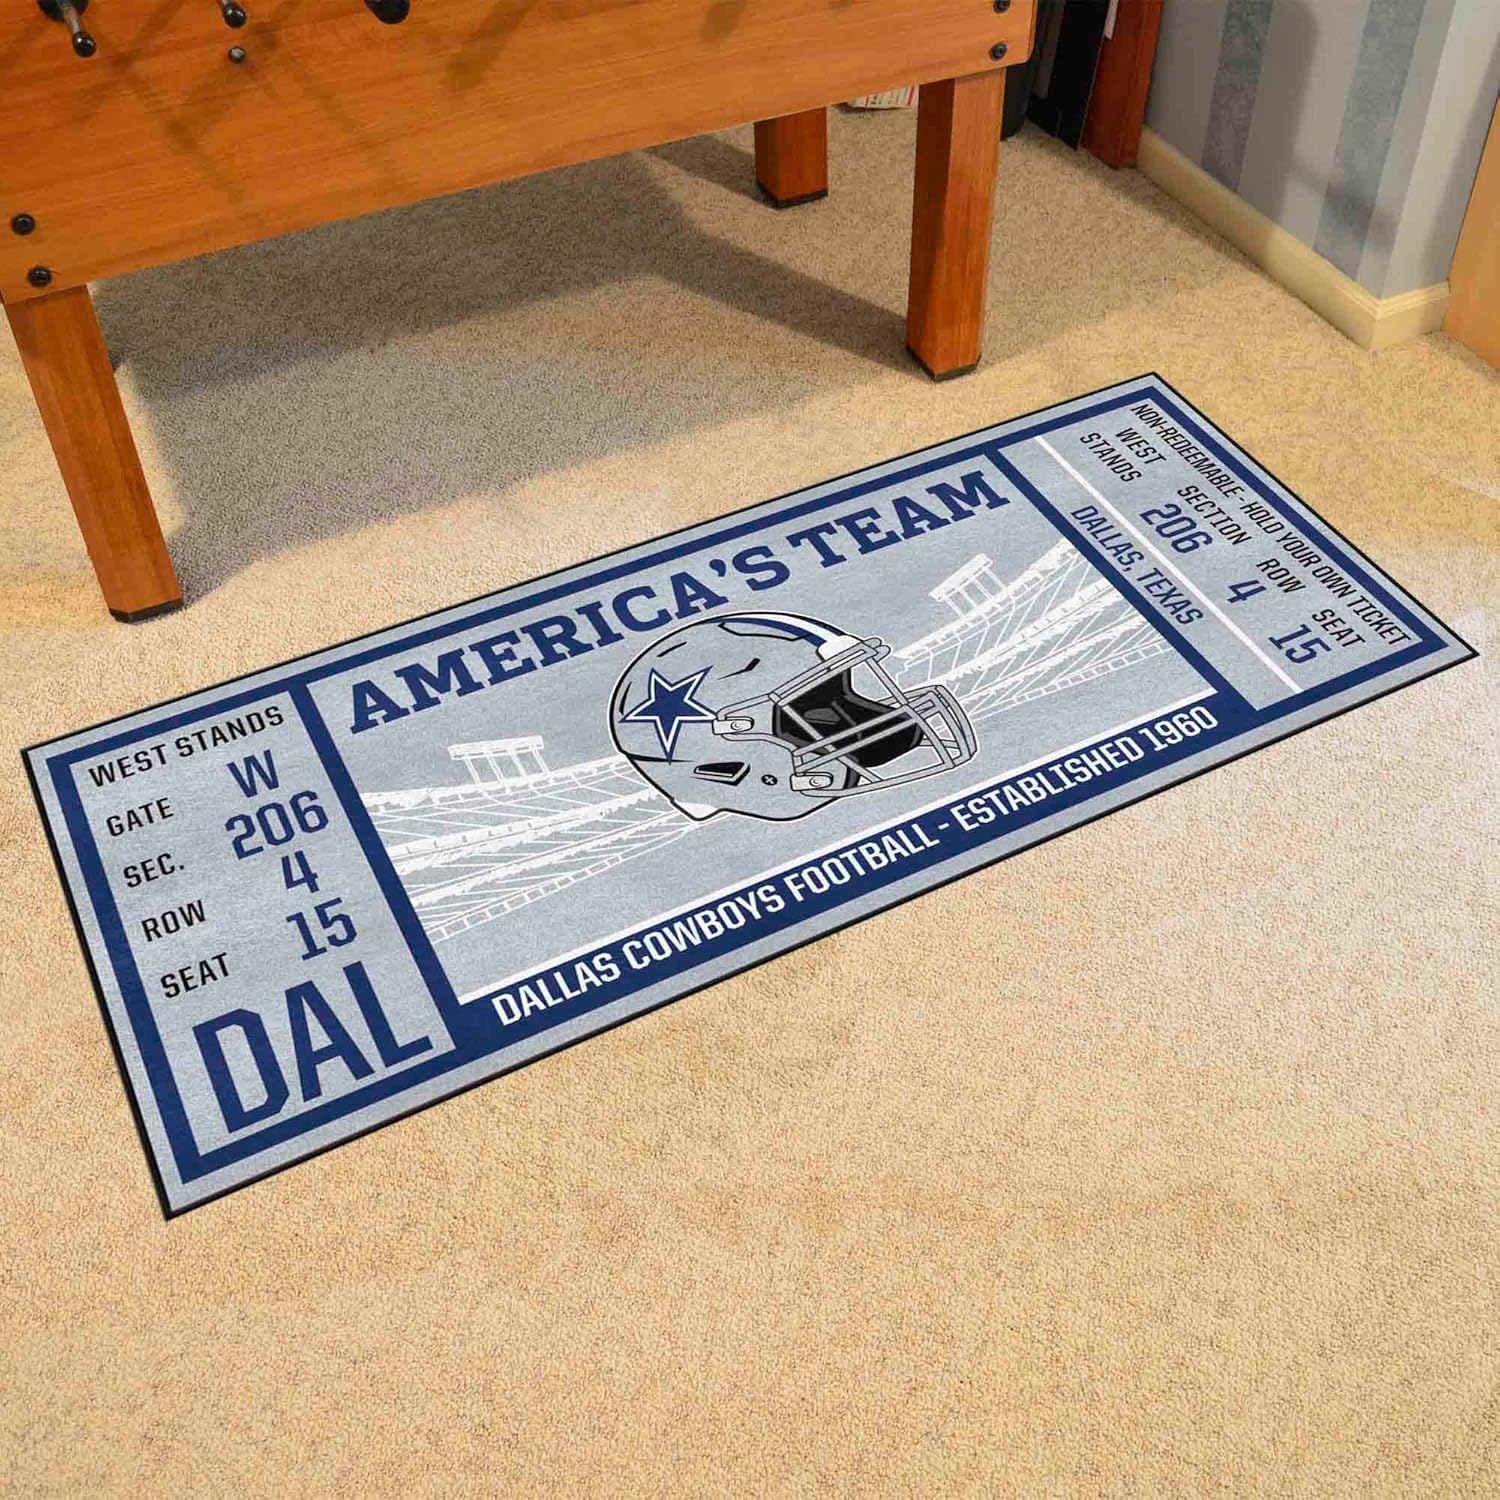 AMERICA'S TEAM
WEST STANDS
GATE W
SEC. 206
ROW 4
SEAT 15
DAL
DALLAS COWBOYS FOOTBALL - ESTABLISHED 1960
DALLAS, TEXAS
WEST STANDS
206 SECTION
4 ROW
15 SEAT
NON-REDEEMABLE - HOLD YOUR OWN TICKET